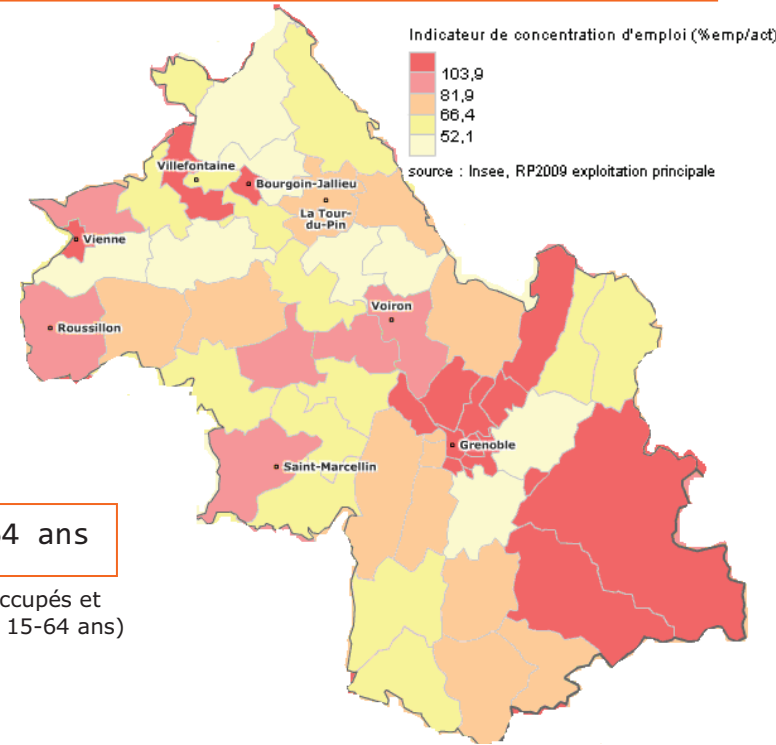 Indicateur de concentration d'emploi (%emp/act)
103,9
81,9
66,4
52,1
source : Insee, RP2009 exploitation principale
Villefontaine
Bourgoin-Jallieu
La Tour-
du-Pin
Vienne
Voiron
Roussillon
Grenoble
Saint-Marcellin
4 ans
ccupés et
15-64 ans)